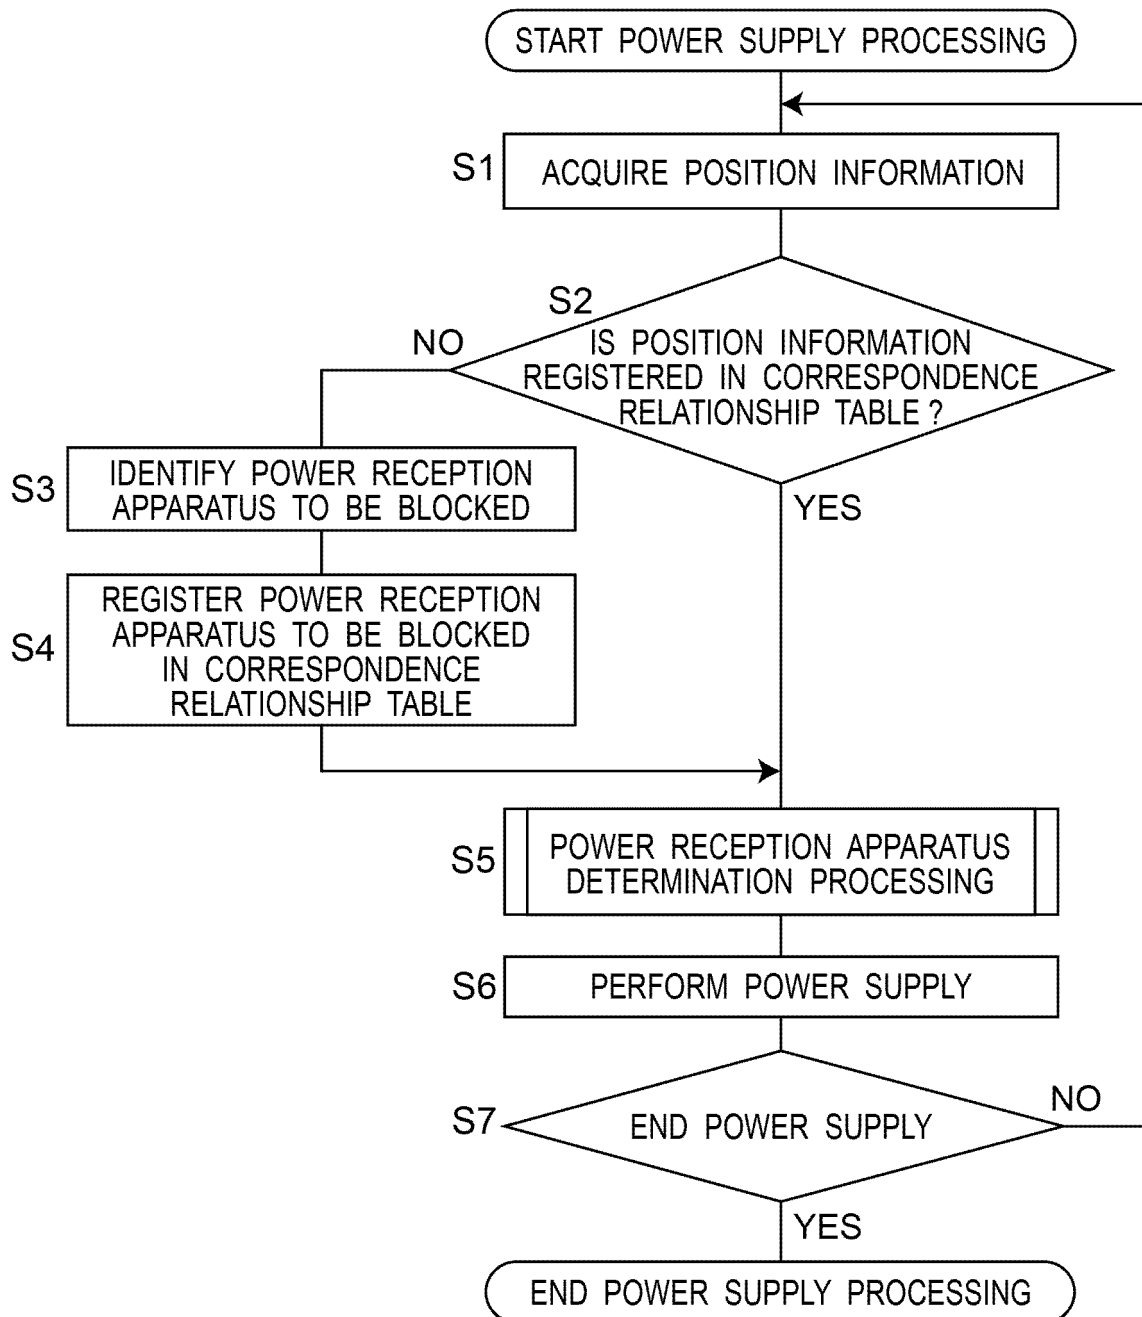 START POWER SUPPLY PROCESSING
S1
ACQUIRE POSITION INFORMATION
S2
IS POSITION INFORMATION
REGISTERED IN CORRESPONDENCE
RELATIONSHIP TABLE ?
NO
YES
S3
IDENTIFY POWER RECEPTION
APPARATUS TO BE BLOCKED
S4
REGISTER POWER RECEPTION
APPARATUS TO BE BLOCKED
IN CORRESPONDENCE
RELATIONSHIP TABLE
S5
POWER RECEPTION APPARATUS
DETERMINATION PROCESSING
S6
PERFORM POWER SUPPLY
S7
END POWER SUPPLY
NO
YES
END POWER SUPPLY PROCESSING